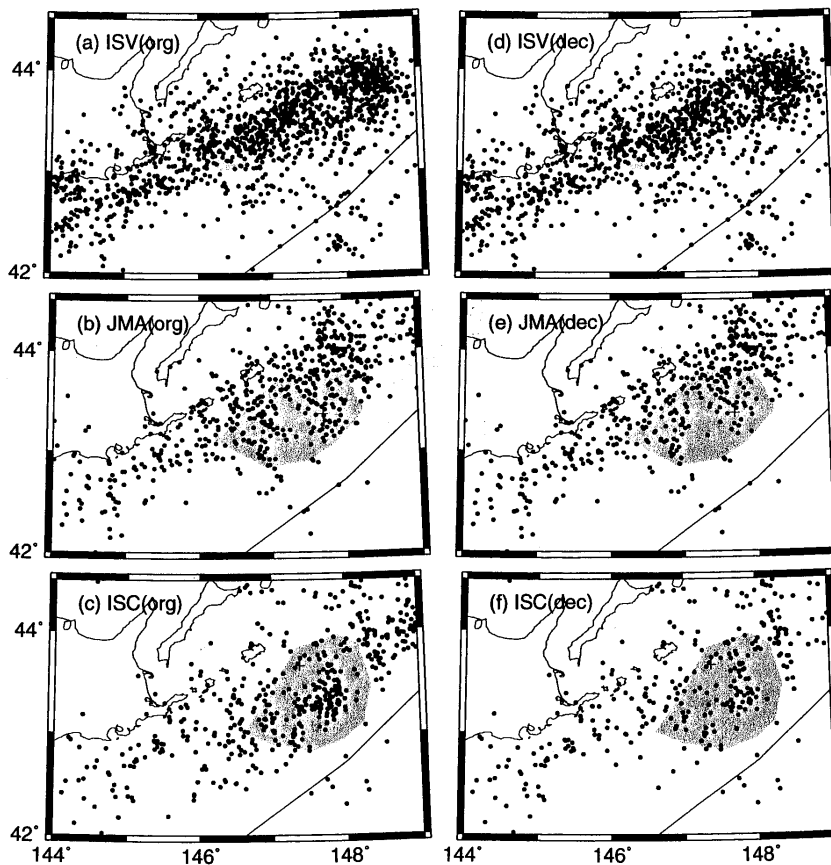 (a) ISV(org)
(d) ISV(dec)
44°
42°
(b) JMA(org)
(e) JMA(dec)
44°
42°
(c) ISC(org)
(f) ISC(dec)
44°
42°
144 146 148 144 146 148